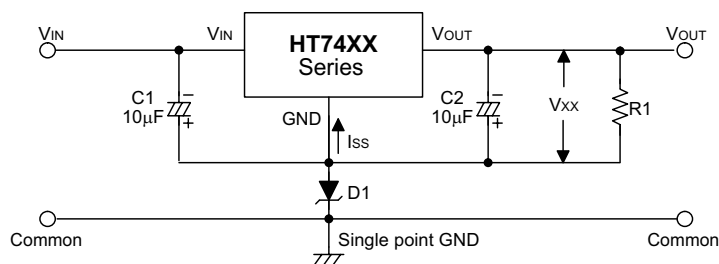 VIN
VIN
HT74XX
Series
VOUT
VOUT
C1
10μF
−
+
GND
ISS
C2
10μF
−
+
VXX
R1
D1
Common
Single point GND
Common